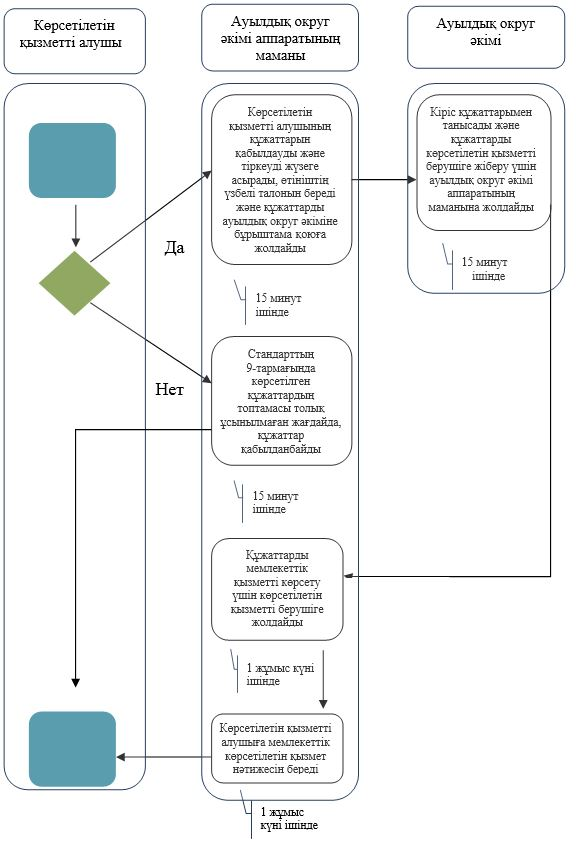 Көрсетілетін
қызметті алушы
Ауылдық округ
әкімі аппаратының
маманы
Ауылдық округ
әкімі
Көрсетілетін
қызметті алушының
құжаттарын
қабылдауды және
тіркеуді жүзеге
асырады, өтініштің
үзбелі талонын береді
және құжаттарды
ауылдық округ әкіміне
бұрыштама қоюға
жолдайды
Кіріс құжаттарымен
танысады және
құжаттарды
көрсетілетін қызметті
берушіге жіберу үшін
ауылдық округ әкімі
аппаратының
маманына жолдайды
Да
15 минут
ішінде
15 минут
ішінде
Нет
Стандарттың
9-тармағында
көрсетілген
құжаттардың
топтамасы толық
ұсынылмаған жағдайда,
құжаттар
қабылданбайды
15 минут
ішінде
Құжаттарды
мемлекеттік
қызметті көрсету
үшін көрсетілетін
қызметті берушіге
жолдайды
1 жұмыс күні
ішінде
Көрсетілетін қызметті
алушыға мемлекеттік
көрсетілетін қызмет
нәтижесін береді
1 жұмыс
күні ішінде